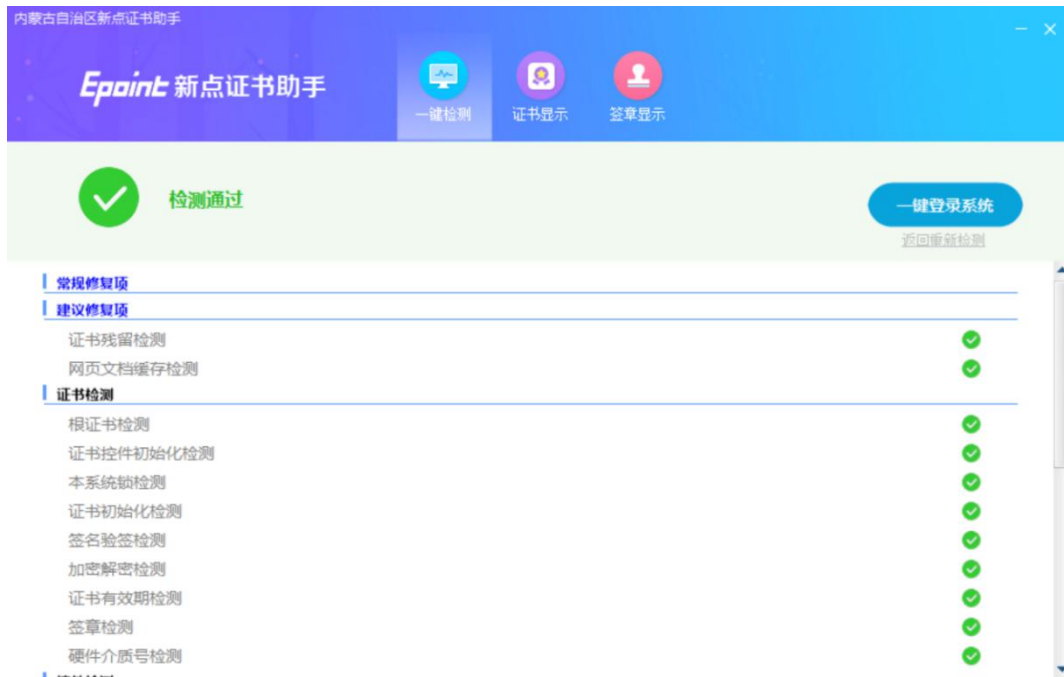 内蒙古自治区新点证书助手
Epoint 新点证书助手
一键检测 证书显示 签章显示
检测通过
一键登录系统
返回重新检测
常规修复项
建议修复项
证书残留检测
网页文档缓存检测
证书检测
根证书检测
证书控件初始化检测
本系统锁检测
证书初始化检测
签名验签检测
加密解密检测
证书有效期检测
签章检测
硬件介质号检测